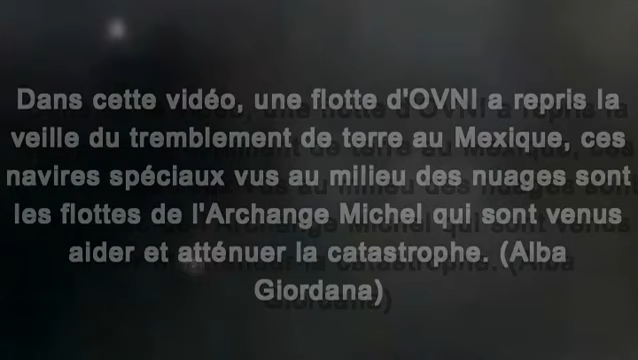 Dans cette vidéo, une flotte d'OVNI a repris la
veille du tremblement de terre au Mexique, ces
navires spéciaux vus au milieu des nuages sont
les flottes de l'Archange Michel qui sont venus
aider et atténuer la catastrophe. (Alba
Giordana)